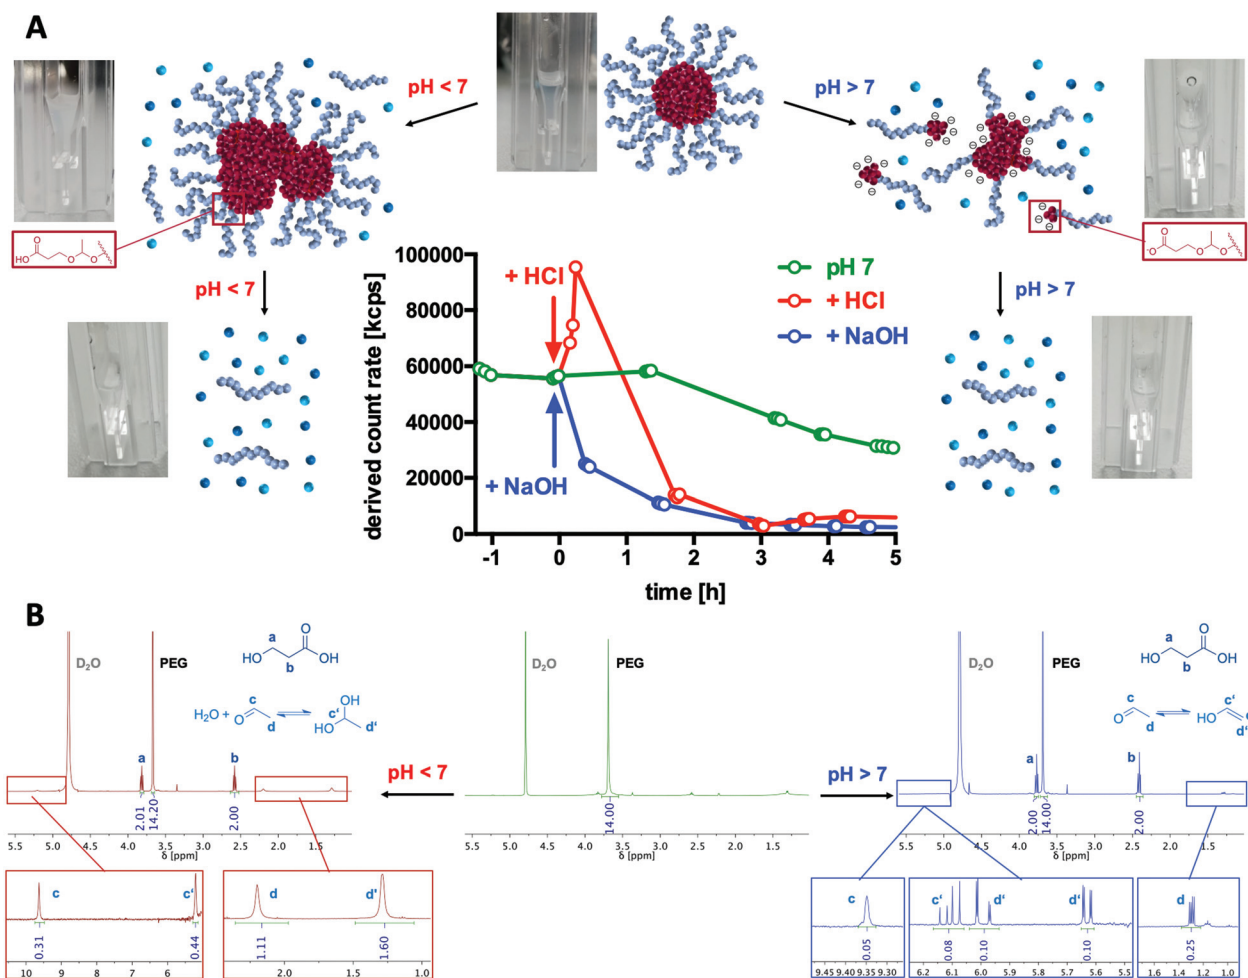 A
pH < 7
pH > 7
HO
O
O
O
-O
O
O
O
pH < 7
pH > 7
derived count rate [kcps]
100000
80000
60000
40000
20000
0
+ HCl
+ NaOH
pH 7
+ HCl
+ NaOH
-1 0 1 2 3 4 5
time [h]
B
D2O
PEG
a
b
HO
O
OH
H2O +
O
c
d
OH
c'
HO
d'
a
b
2.01
14.20
2.00
5.5 5.0 4.5 4.0 3.5 3.0 2.5 2.0 1.5
δ [ppm]
pH < 7
D2O
PEG
14.00
5.5 5.0 4.5 4.0 3.5 3.0 2.5 2.0 1.5
δ [ppm]
pH > 7
D2O
PEG
a
b
HO
O
OH
c
O
d
c'
HO
d'
a
b
2.00
14.00
2.00
5.5 5.0 4.5 4.0 3.5 3.0 2.5 2.0 1.5
δ [ppm]
c
c'
0.31
0.44
10 9 8 7 6
d
d'
1.11
1.60
2.0 1.5 1.0
c
0.05
9.45 9.40 9.35 9.30
c'
d'
d'
0.08
0.10
0.10
6.2 6.1 6.0 5.9 5.8 5.7 5.6 5.5
d
0.25
1.6 1.4 1.2 1.0